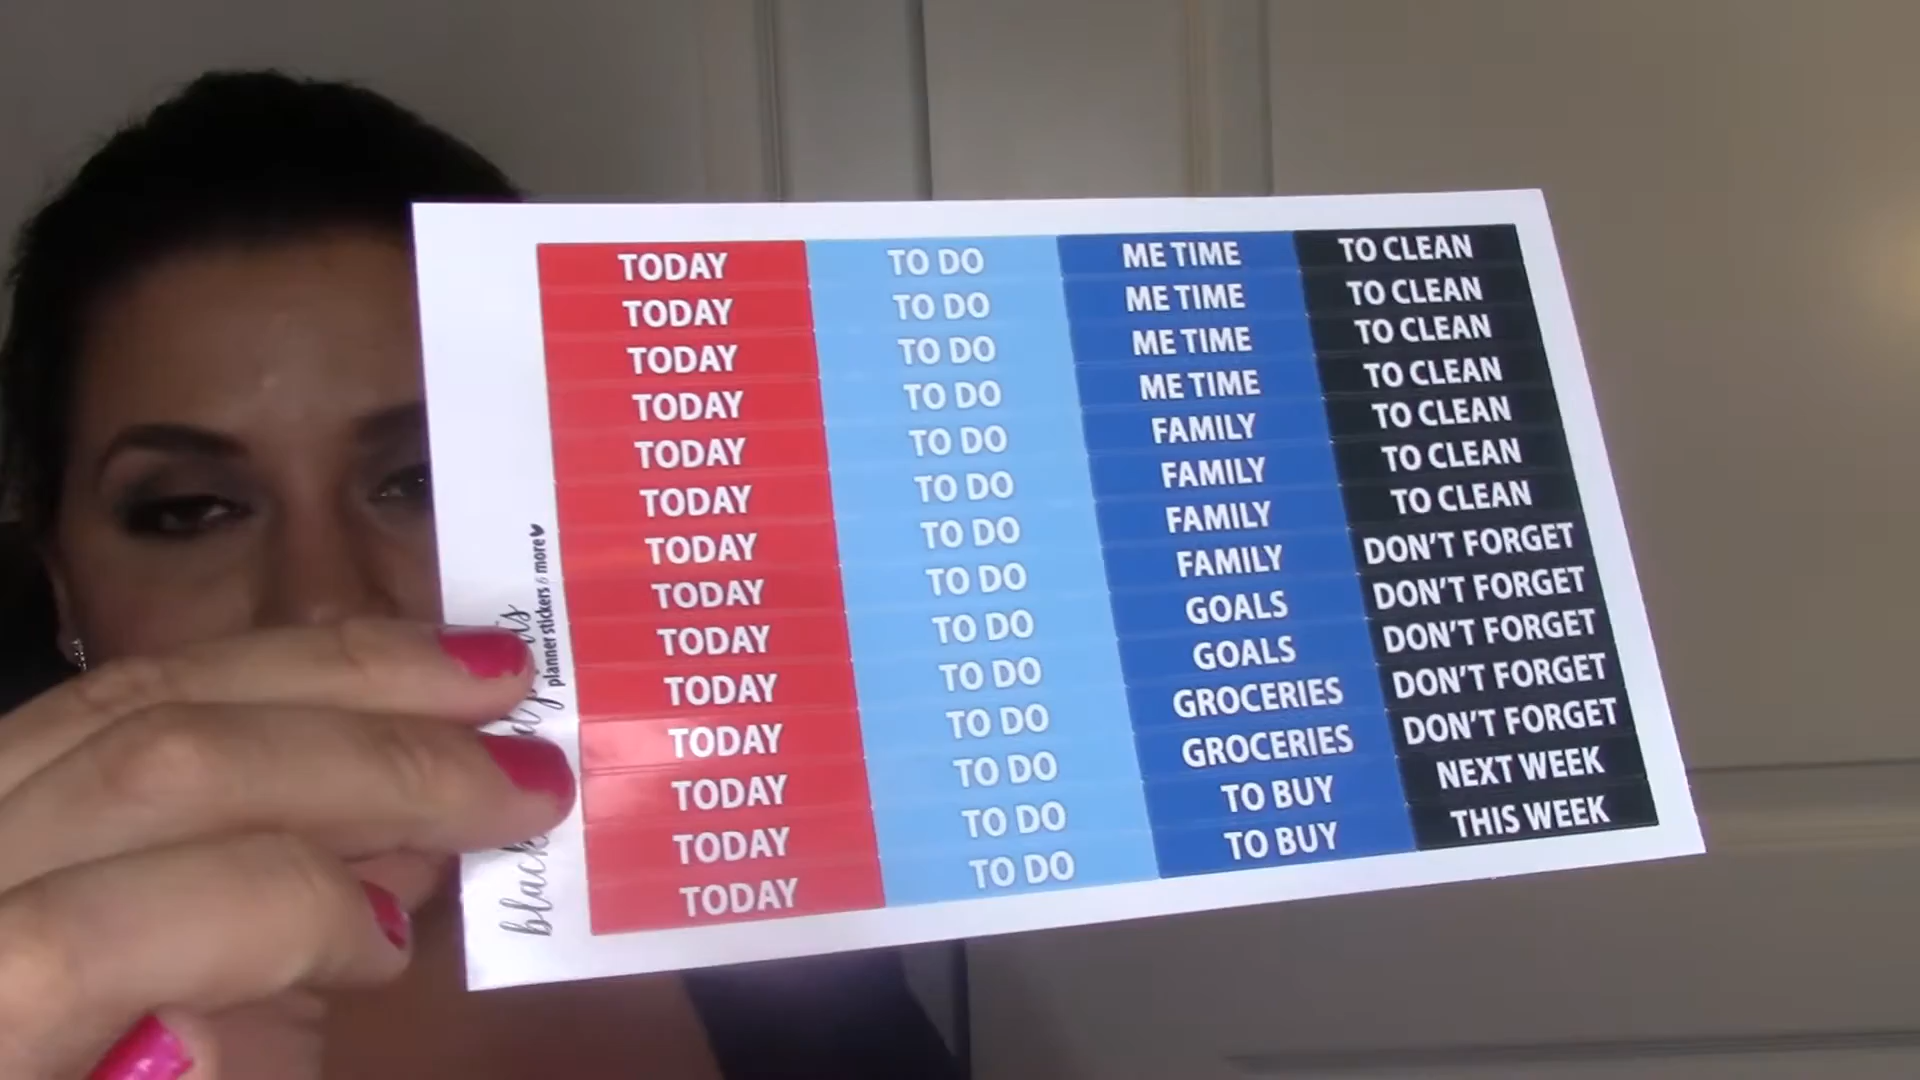 TODAY TO DO ME TIME TO CLEAN
TODAY TO DO ME TIME TO CLEAN
TODAY TO DO ME TIME TO CLEAN
TODAY TO DO ME TIME TO CLEAN
TODAY TO DO FAMILY TO CLEAN
TODAY TO DO FAMILY TO CLEAN
TODAY TO DO FAMILY TO CLEAN
TODAY TO DO FAMILY DON'T FORGET
TODAY TO DO GOALS DON'T FORGET
TODAY TO DO GOALS DON'T FORGET
TODAY TO DO GROCERIES DON'T FORGET
TODAY TO DO GROCERIES DON'T FORGET
TODAY TO DO TO BUY NEXT WEEK
TODAY TO DO TO BUY THIS WEEK
planner stickers & more